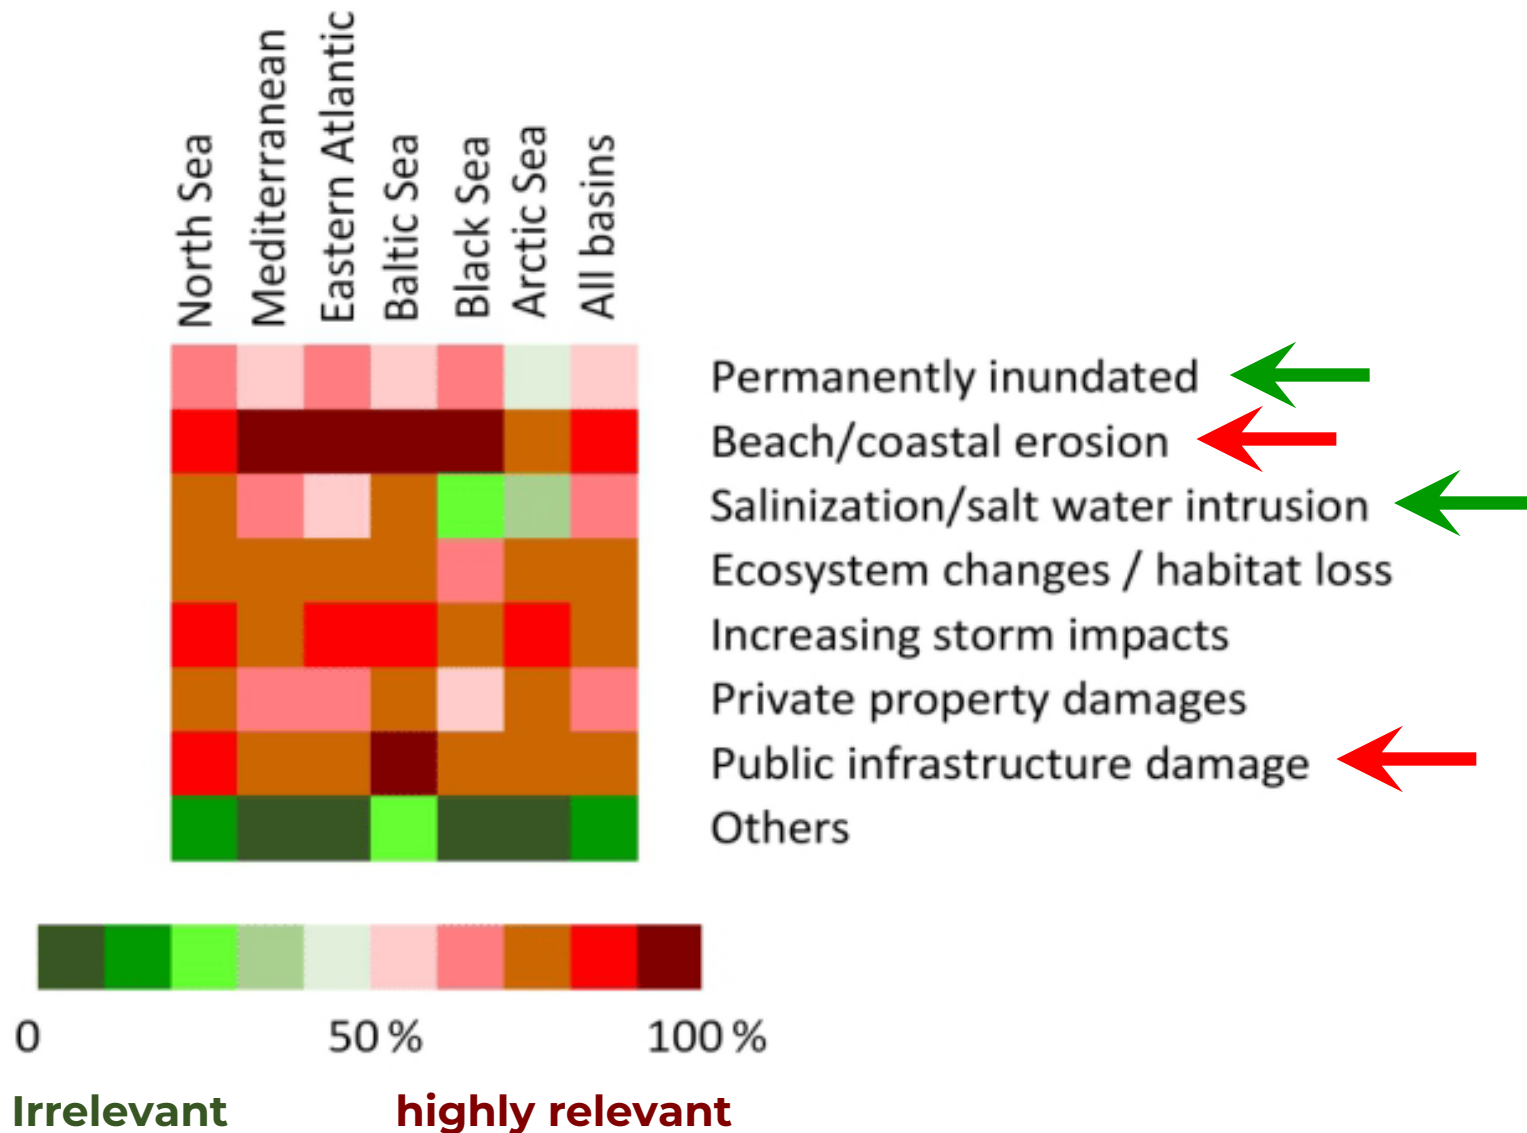 North Sea
Mediterranean
Eastern Atlantic
Baltic Sea
Black Sea
Arctic Sea
All basins
Permanently inundated
Beach/coastal erosion
Salinization/salt water intrusion
Ecosystem changes / habitat loss
Increasing storm impacts
Private property damages
Public infrastructure damage
Others
0 50 % 100 %
Irrelevant highly relevant